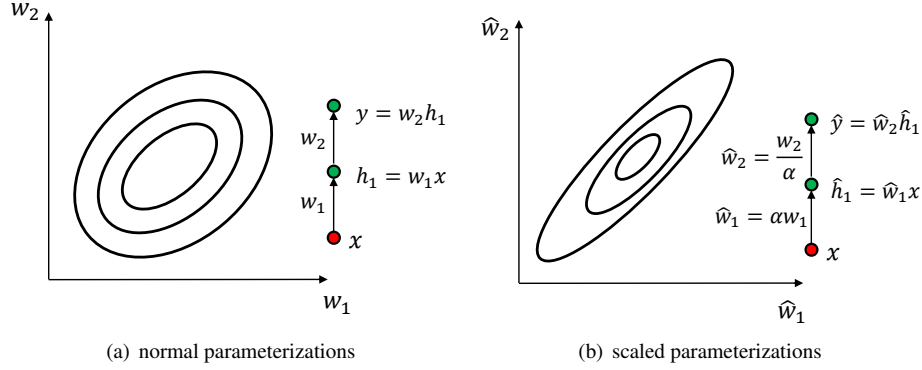 w₂
y = w₂h₁
w₂
h₁ = w₁x
w₁
x
w₁
(a) normal parameterizations
ŵ₂
ŷ = ŵ₂ĥ₁
ŵ₂ = w₂/α
ĥ₁ = ŵ₁x
ŵ₁ = αw₁
x
ŵ₁
(b) scaled parameterizations